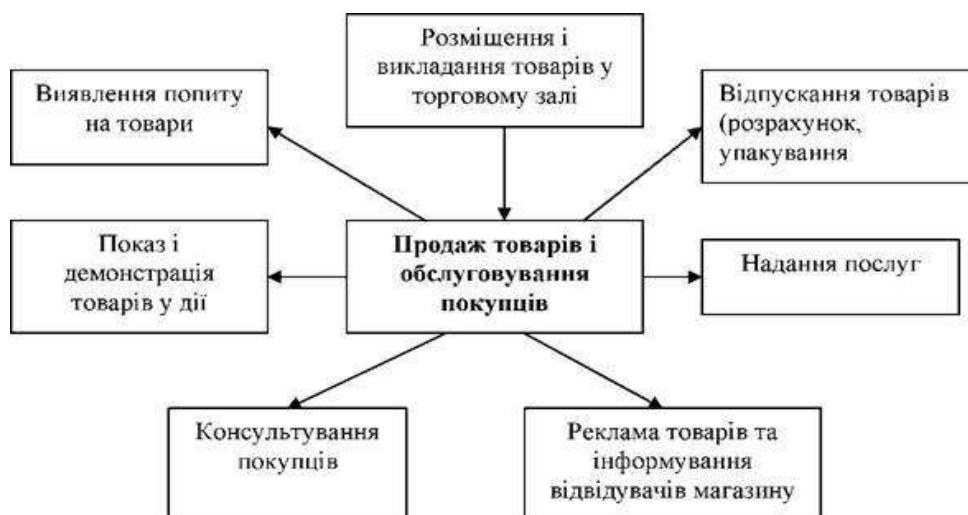 Розміщення і
викладання товарів у
торговому залі
Виявлення попиту
на товари
Відпускання товарів
(розрахунок,
упакування
Показ і
демонстрація
товарів у дії
Продаж товарів і
обслуговування
покупців
Надання послуг
Консультування
покупців
Реклама товарів та
інформування
відвідувачів магазину